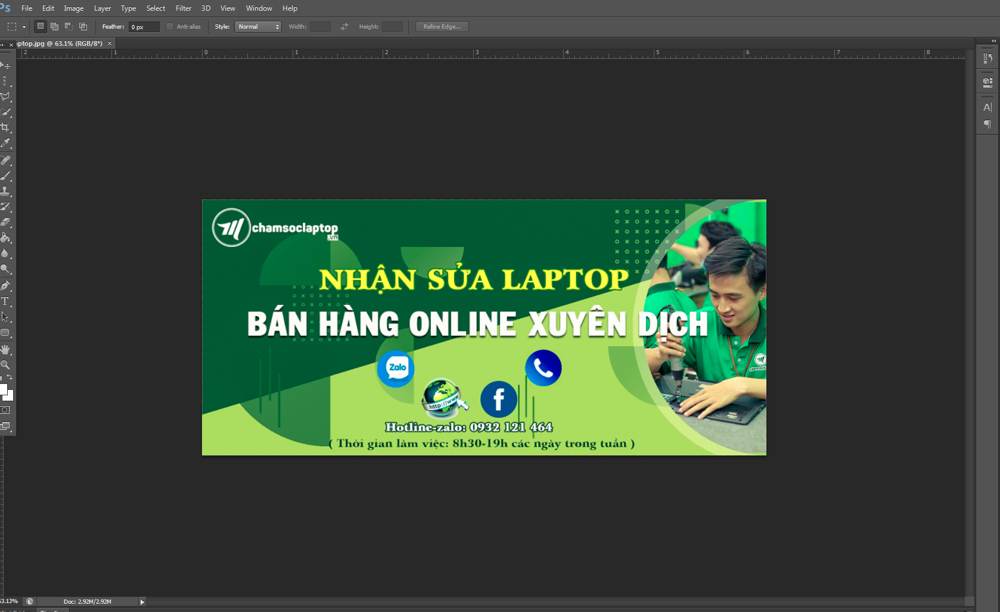 Ps File Edit Image Layer Type Select Filter 3D View Window Help
Feather: 0 px Anti-alias Style: Normal Width: Height: Refine Edge...
ptop.jpg @ 63.1% (RGB/8*) ×
2 1 0 1 2 3 4 5 6 7 8
chamsoclaptop
.vn
NHẬN SỬA LAPTOP
BÁN HÀNG ONLINE XUYÊN DỊCH
Zalo
http://www
f
Hotline-zalo: 0932 121 464
( Thời gian làm việc: 8h30-19h các ngày trong tuần )
63.13% Doc: 2.92M/2.92M